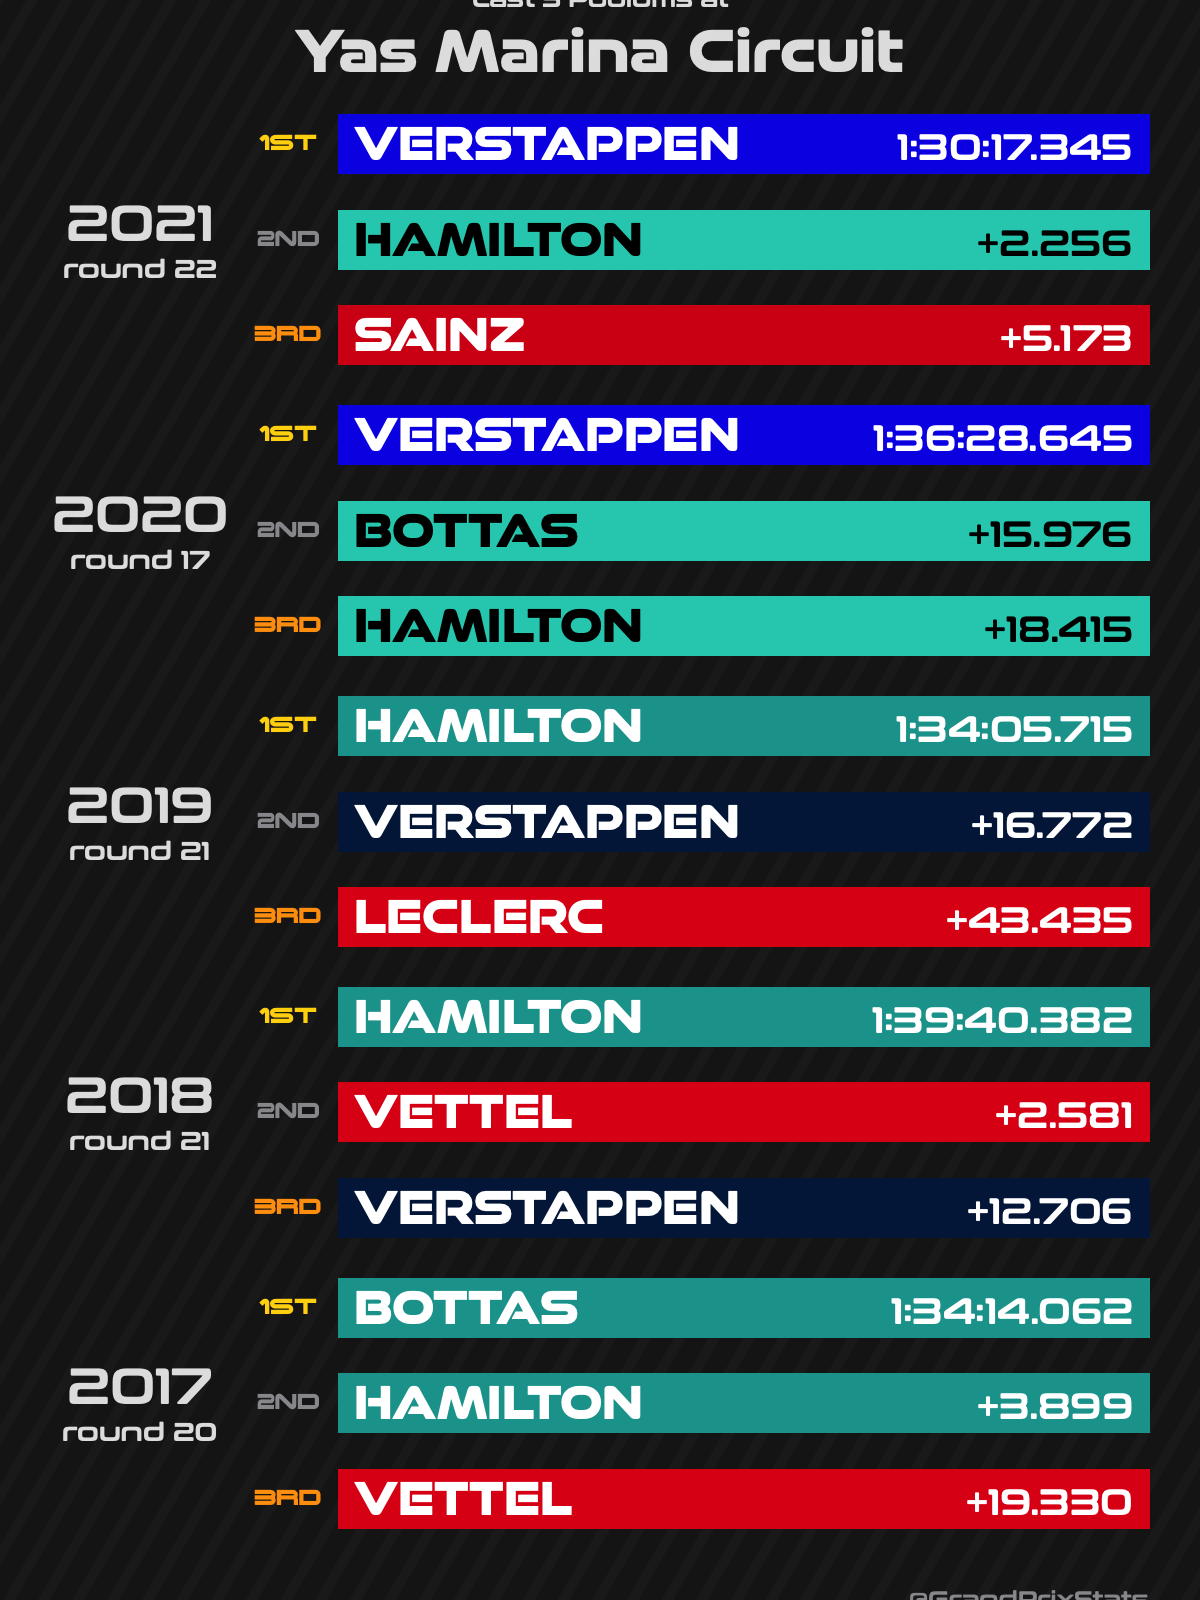 Last 5 Podiums at
Yas Marina Circuit
1ST VERSTAPPEN 1:30:17.345
2021
round 22
2ND HAMILTON +2.256
3RD SAINZ +5.173
1ST VERSTAPPEN 1:36:28.645
2020
round 17
2ND BOTTAS +15.976
3RD HAMILTON +18.415
1ST HAMILTON 1:34:05.715
2019
round 21
2ND VERSTAPPEN +16.772
3RD LECLERC +43.435
1ST HAMILTON 1:39:40.382
2018
round 21
2ND VETTEL +2.581
3RD VERSTAPPEN +12.706
1ST BOTTAS 1:34:14.062
2017
round 20
2ND HAMILTON +3.899
3RD VETTEL +19.330
@GrandPrixStats